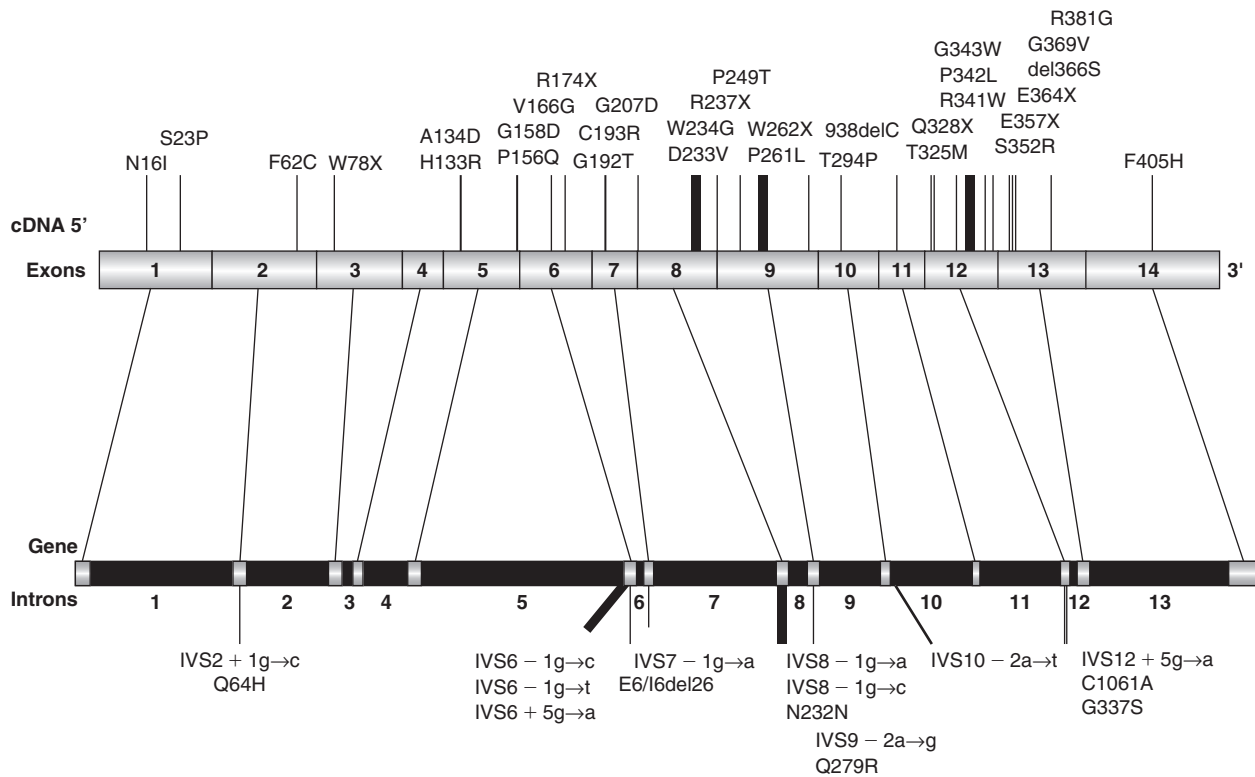 R381G
G343W G369V
P249T P342L del366S
R174X R237X R341W E364X
V166G G207D W234G W262X 938delC Q328X E357X
S23P A134D G158D C193R D233V P261L T294P T325M S352R
N16I F62C W78X H133R P156Q G192T F405H
cDNA 5’
Exons 1 2 3 4 5 6 7 8 9 10 11 12 13 14 3'
Gene
Introns 1 2 3 4 5 6 7 8 9 10 11 12 13
IVS2 + 1g→c IVS6 − 1g→c IVS7 − 1g→a IVS8 − 1g→a IVS10 − 2a→t IVS12 + 5g→a
Q64H IVS6 − 1g→t E6/I6del26 IVS8 − 1g→c C1061A
IVS6 + 5g→a N232N G337S
IVS9 − 2a→g
Q279R